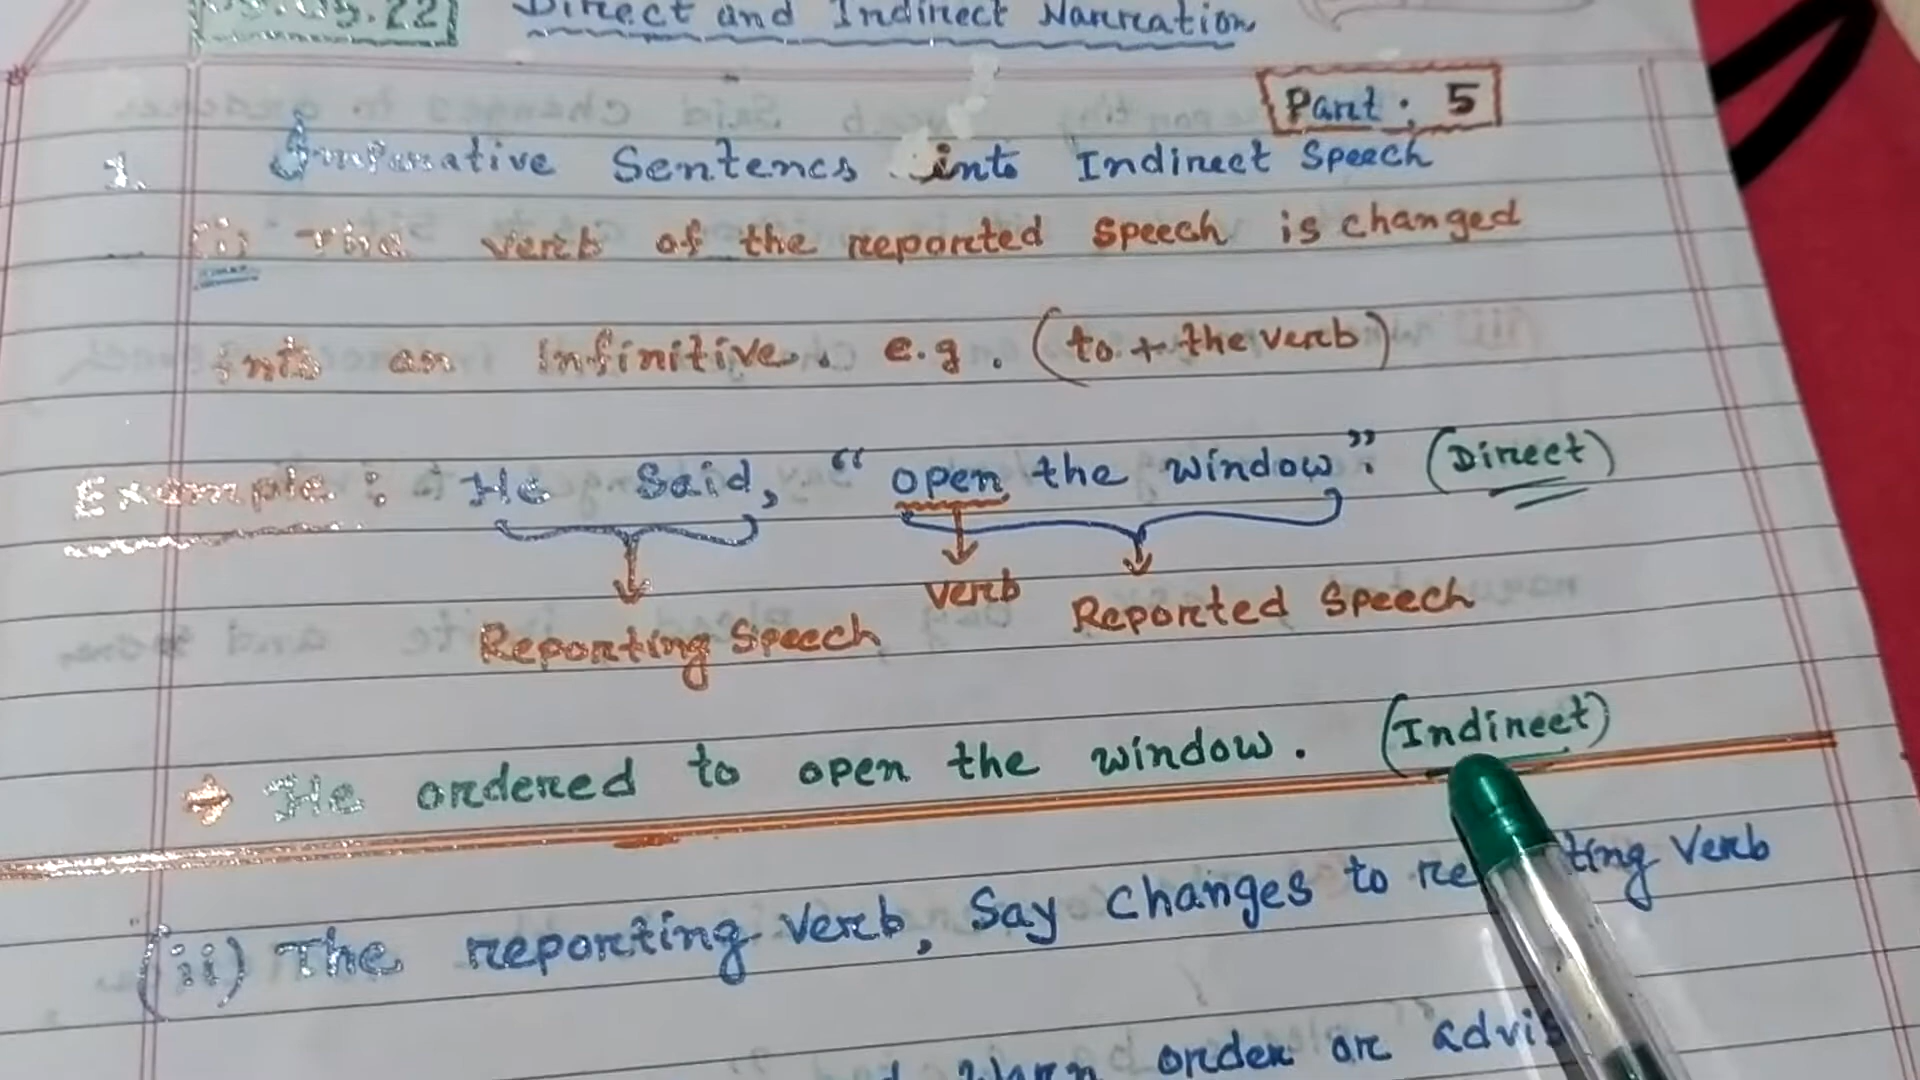 .22 Direct and Indirect Narration
Part : 5
1. Imperative Sentencs into Indirect Speech
(i) The verb of the reported speech is changed
into an infinitive. e.g. (to + the verb)
Example : He Said, “open the window”. (Direct)
verb
Reporting Speech Reported Speech
→ He ordered to open the window. (Indirect)
(ii) The reporting verb, Say changes to re ting verb
order or advis